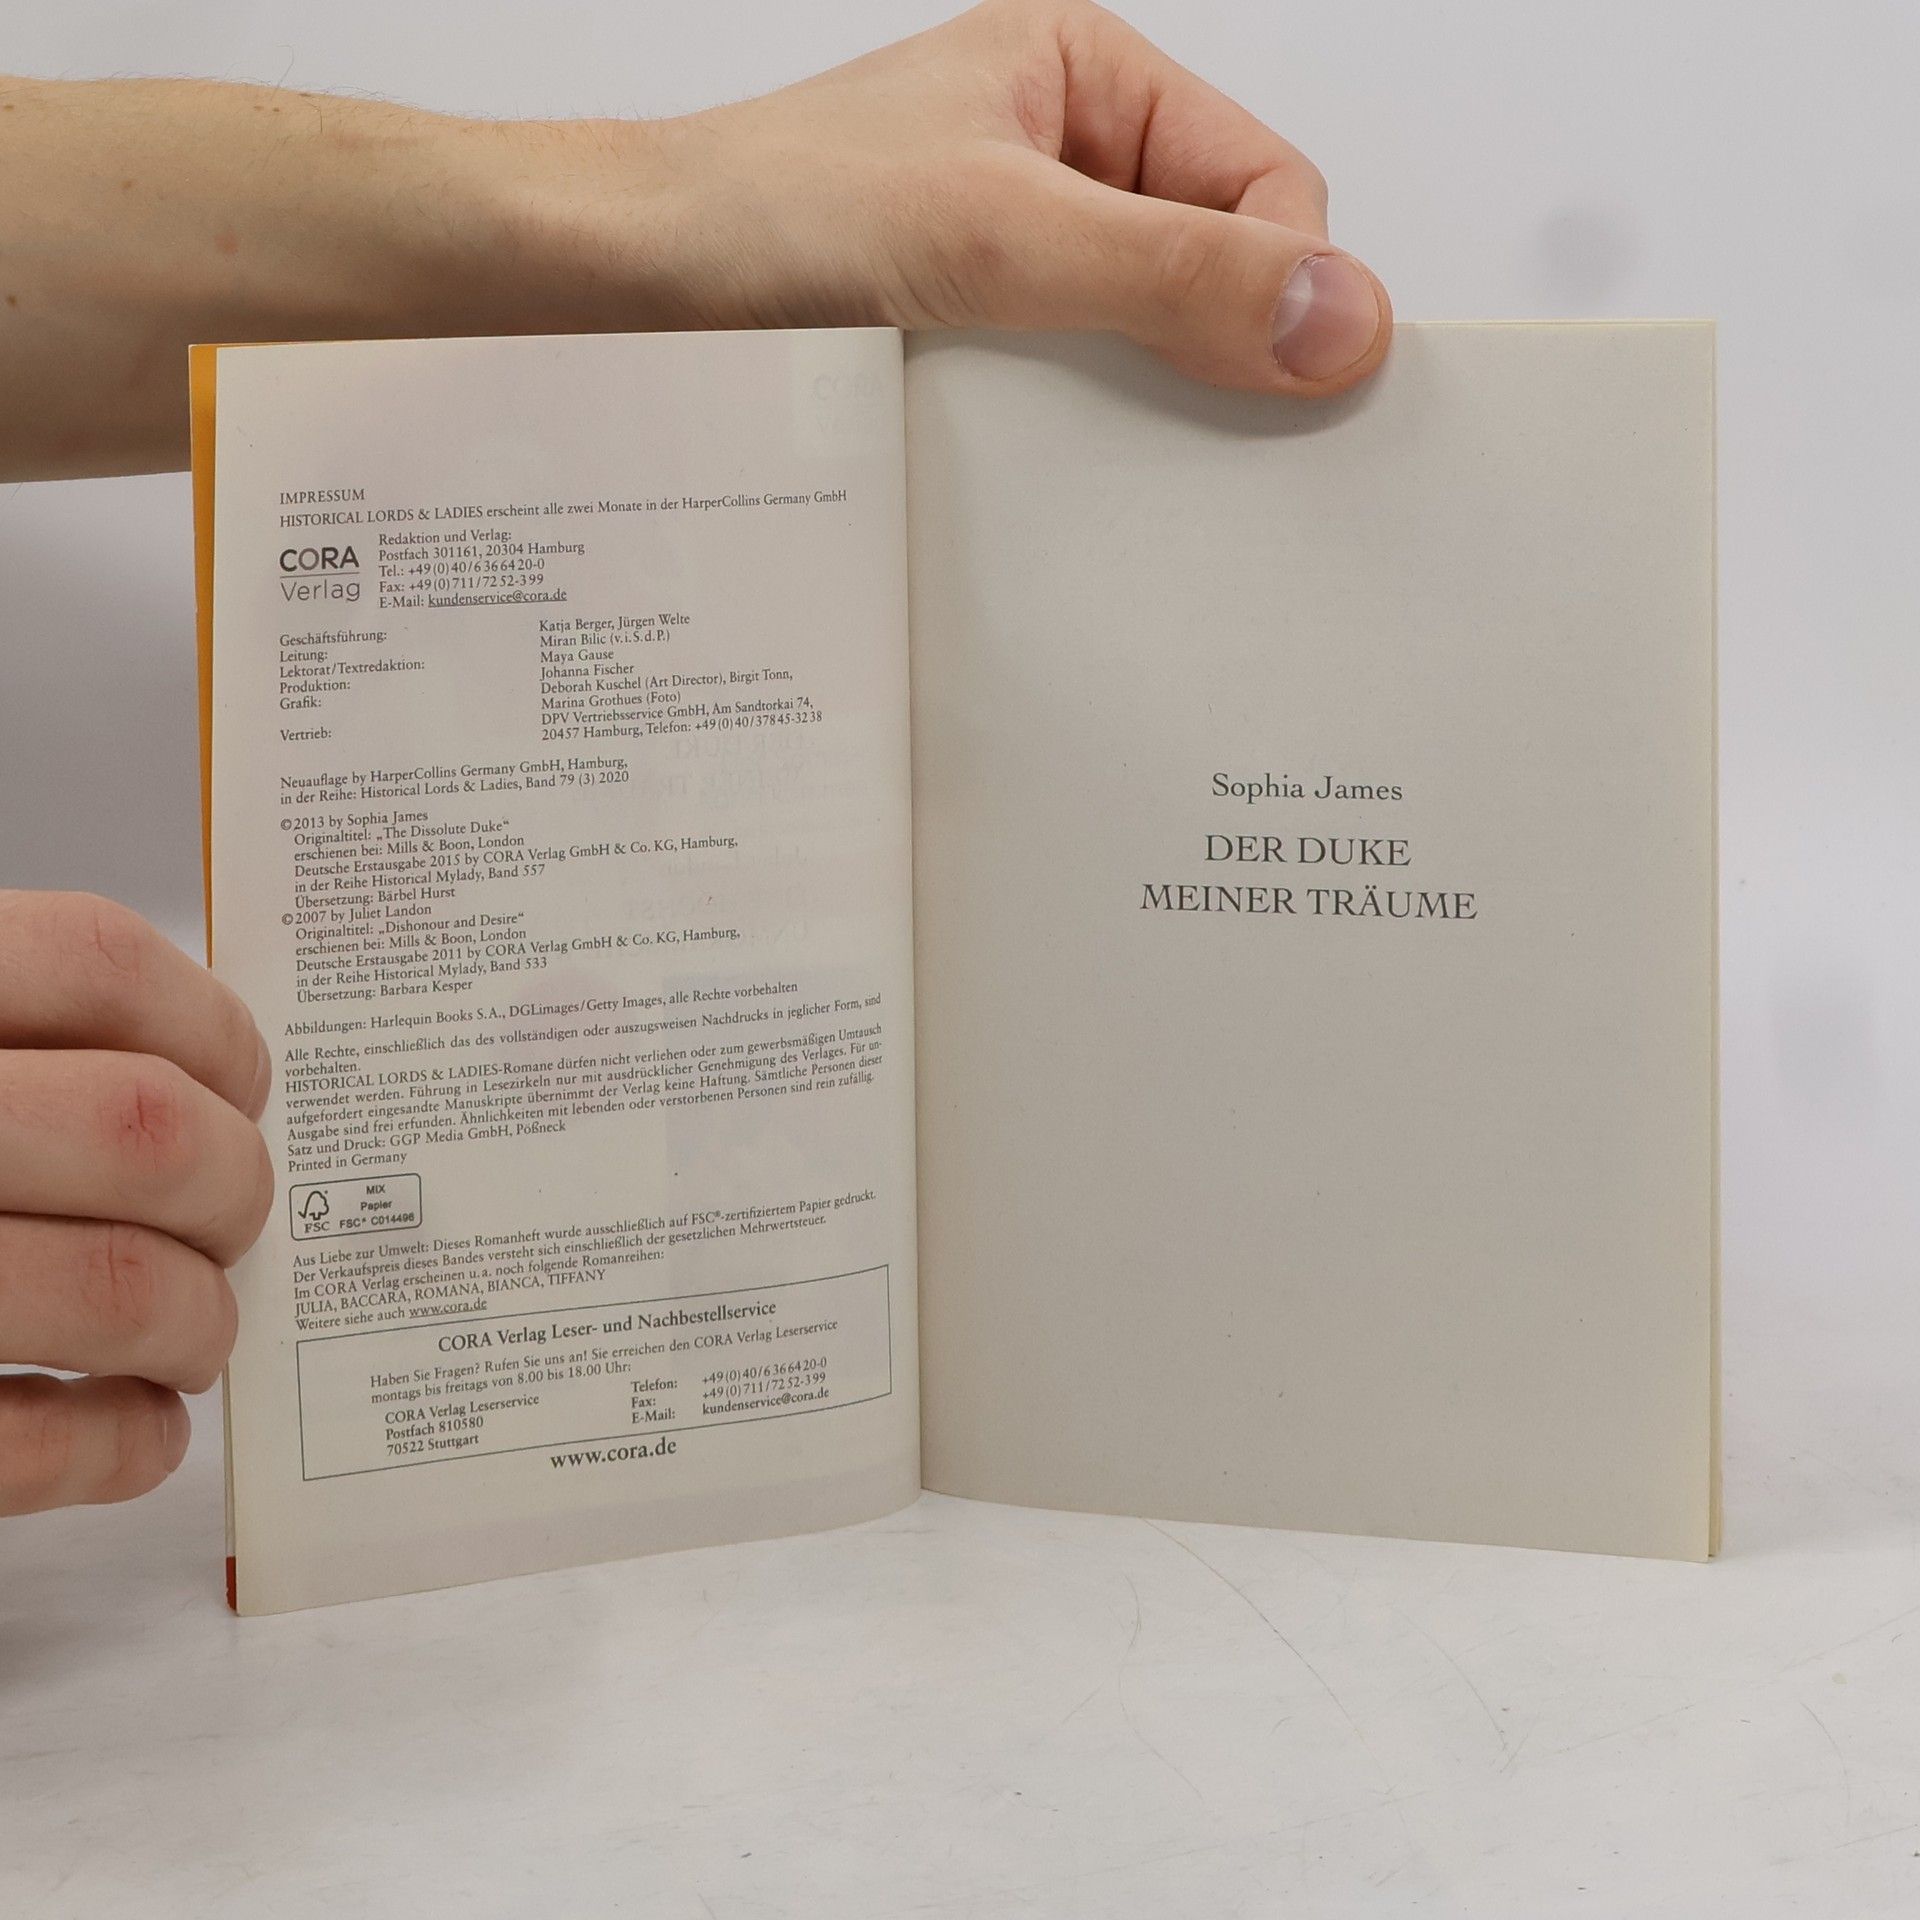 IMPRESSUM
HISTORICAL LORDS & LADIES erscheint alle zwei Monate in der HarperCollins Germany GmbH
CORA
Verlag
Redaktion und Verlag:
Postfach 301161, 20304 Hamburg
Tel.: +49(0)40/6366420-0
Fax: +49(0)711/7252-399
E-Mail: kundenservice@cora.de
Geschäftsführung:
Leitung:
Lektorat/Textredaktion:
Produktion:
Grafik:
Vertrieb:
Katja Berger, Jürgen Welte
Miran Bilic (v.i.S.d.P.)
Maya Gause
Johanna Fischer
Deborah Kuschel (Art Director), Birgit Tonn,
Marina Grothues (Foto)
DPV Vertriebsservice GmbH, Am Sandtorkai 74,
20457 Hamburg, Telefon: +49(0)40/37845-3238
Neuauflage by HarperCollins Germany GmbH, Hamburg,
in der Reihe: Historical Lords & Ladies, Band 79 (3) 2020
©2013 by Sophia James
Originaltitel: „The Dissolute Duke“
erschienen bei: Mills & Boon, London
Deutsche Erstausgabe 2015 by CORA Verlag GmbH & Co. KG, Hamburg,
in der Reihe Historical Mylady, Band 557
Übersetzung: Bärbel Hurst
©2007 by Juliet Landon
Originaltitel: „Dishonour and Desire“
erschienen bei: Mills & Boon, London
Deutsche Erstausgabe 2011 by CORA Verlag GmbH & Co. KG, Hamburg,
in der Reihe Historical Mylady, Band 533
Übersetzung: Barbara Kesper
Abbildungen: Harlequin Books S.A., DGLimages/Getty Images, alle Rechte vorbehalten
Alle Rechte, einschließlich das des vollständigen oder auszugsweisen Nachdrucks in jeglicher Form, sind
vorbehalten.
HISTORICAL LORDS & LADIES-Romane dürfen nicht verliehen oder zum gewerbsmäßigen Umtausch
verwendet werden. Führung in Lesezirkeln nur mit ausdrücklicher Genehmigung des Verlages. Für un-
aufgefordert eingesandte Manuskripte übernimmt der Verlag keine Haftung. Sämtliche Personen dieser
Ausgabe sind frei erfunden. Ähnlichkeiten mit lebenden oder verstorbenen Personen sind rein zufällig.
Satz und Druck: GGP Media GmbH, Pößneck
Printed in Germany
FSC
MIX
Papier
FSC® C014496
Aus Liebe zur Umwelt: Dieses Romanheft wurde ausschließlich auf FSC®-zertifiziertem Papier gedruckt.
Der Verkaufspreis dieses Bandes versteht sich einschließlich der gesetzlichen Mehrwertsteuer.
Im CORA Verlag erscheinen u.a. noch folgende Romanreihen:
JULIA, BACCARA, ROMANA, BIANCA, TIFFANY
Weitere siehe auch www.cora.de
CORA Verlag Leser- und Nachbestellservice
Haben Sie Fragen? Rufen Sie uns an! Sie erreichen den CORA Verlag Leserservice
montags bis freitags von 8.00 bis 18.00 Uhr:
CORA Verlag Leserservice
Postfach 810580
70522 Stuttgart
Telefon: +49(0)40/6366420-0
Fax: +49(0)711/7252-399
E-Mail: kundenservice@cora.de
www.cora.de
Sophia James
DER DUKE
MEINER TRÄUME